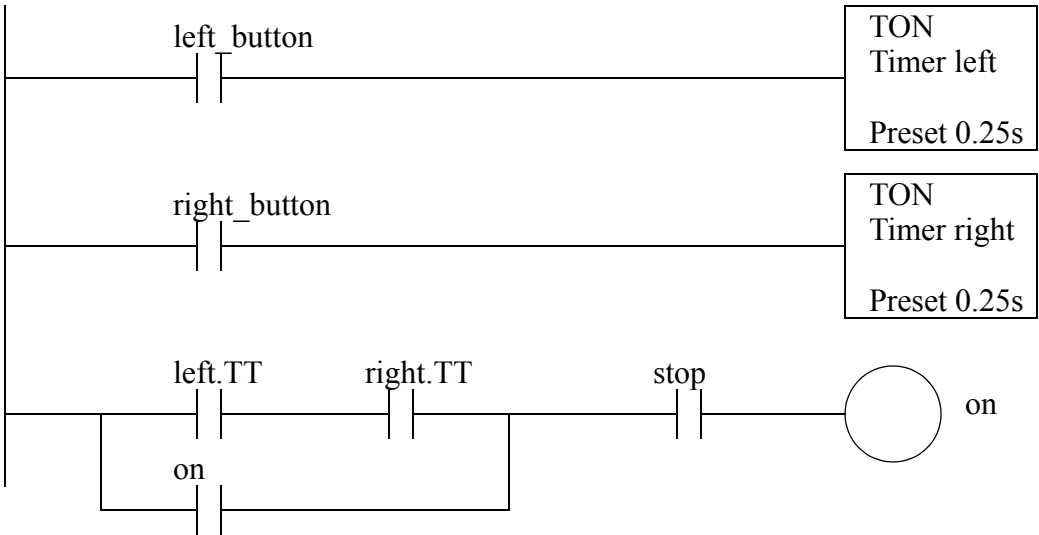 left_button
TON
Timer left
Preset 0.25s
right_button
TON
Timer right
Preset 0.25s
left.TT right.TT stop on
on